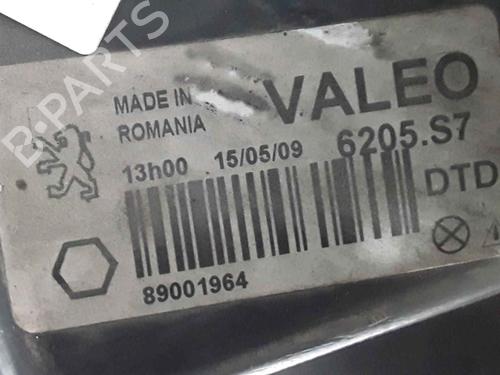 B-PARTS
MADE IN
ROMANIA
VALEO
13h00 15/05/09 6205.S7
DTD
89001964